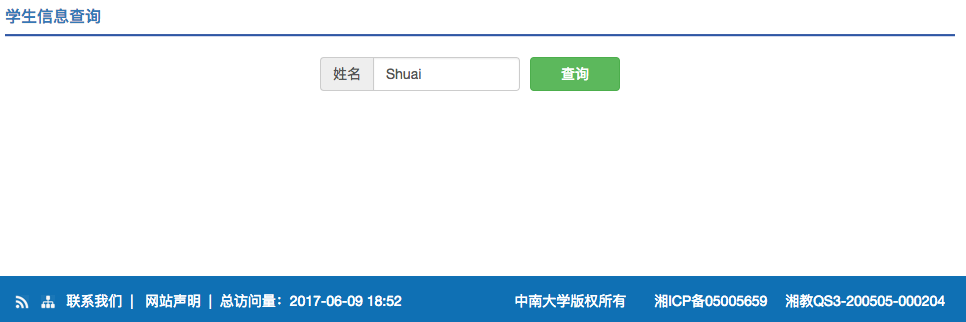 学生信息查询
姓名 Shuai 查询
联系我们 | 网站声明 | 总访问量：2017-06-09 18:52 中南大学版权所有 湘ICP备05005659 湘教QS3-200505-000204